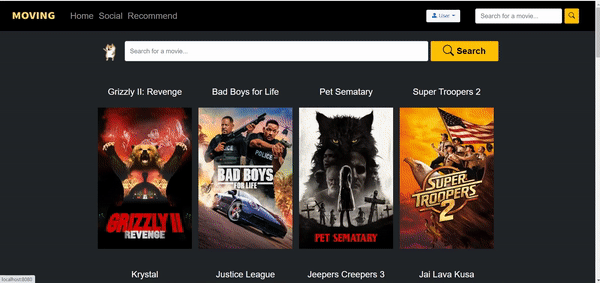 MOVING Home Social Recommend User Search for a movie...
Search for a movie... Search
Grizzly II: Revenge Bad Boys for Life Pet Sematary Super Troopers 2
POLICE POLICE
BAD BOYS
FOR LIFE
GRIZZLY II
REVENGE
PET SEMATARY
SUPER
TROOPERS
2
Krystal Justice League Jeepers Creepers 3 Jai Lava Kusa
localhost:8080